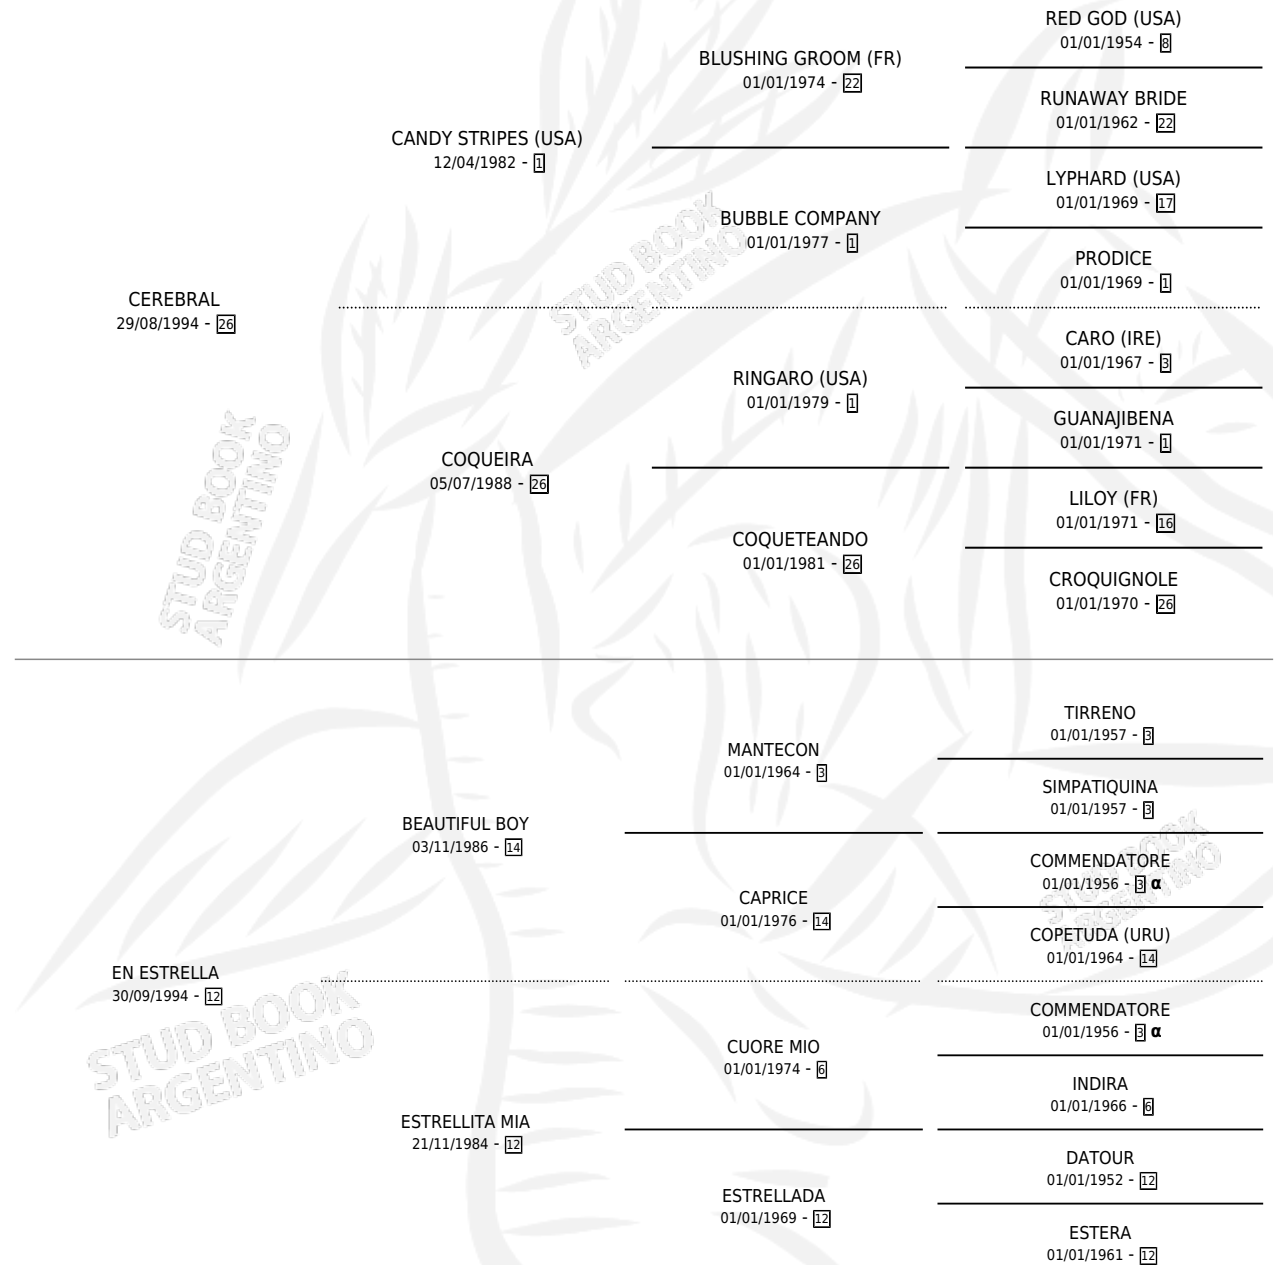 RED GOD (USA)
01/01/1954 - 8
BLUSHING GROOM (FR)
01/01/1974 - 22
RUNAWAY BRIDE
01/01/1962 - 22
CANDY STRIPES (USA)
12/04/1982 - 1
LYPHARD (USA)
01/01/1969 - 17
BUBBLE COMPANY
01/01/1977 - 1
PRODICE
01/01/1969 - 1
CEREBRAL
29/08/1994 - 26
CARO (IRE)
01/01/1967 - 3
RINGARO (USA)
01/01/1979 - 1
GUANAJIBENA
01/01/1971 - 1
COQUEIRA
05/07/1988 - 26
LILOY (FR)
01/01/1971 - 16
COQUETEANDO
01/01/1981 - 26
CROQUIGNOLE
01/01/1970 - 26
TIRRENO
01/01/1957 - 3
MANTECON
01/01/1964 - 3
SIMPATIQUINA
01/01/1957 - 3
BEAUTIFUL BOY
03/11/1986 - 14
COMMENDATORE
01/01/1956 - 3 α
CAPRICE
01/01/1976 - 14
COPETUDA (URU)
01/01/1964 - 14
EN ESTRELLA
30/09/1994 - 12
COMMENDATORE
01/01/1956 - 3 α
CUORE MIO
01/01/1974 - 6
INDIRA
01/01/1966 - 6
ESTRELLITA MIA
21/11/1984 - 12
DATOUR
01/01/1952 - 12
ESTRELLADA
01/01/1969 - 12
ESTERA
01/01/1961 - 12
STUD BOOK
ARGENTINO
STUD BOOK
ARGENTINO
STUD BOOK
ARGENTINO
STUD BOOK
ARGENTINO